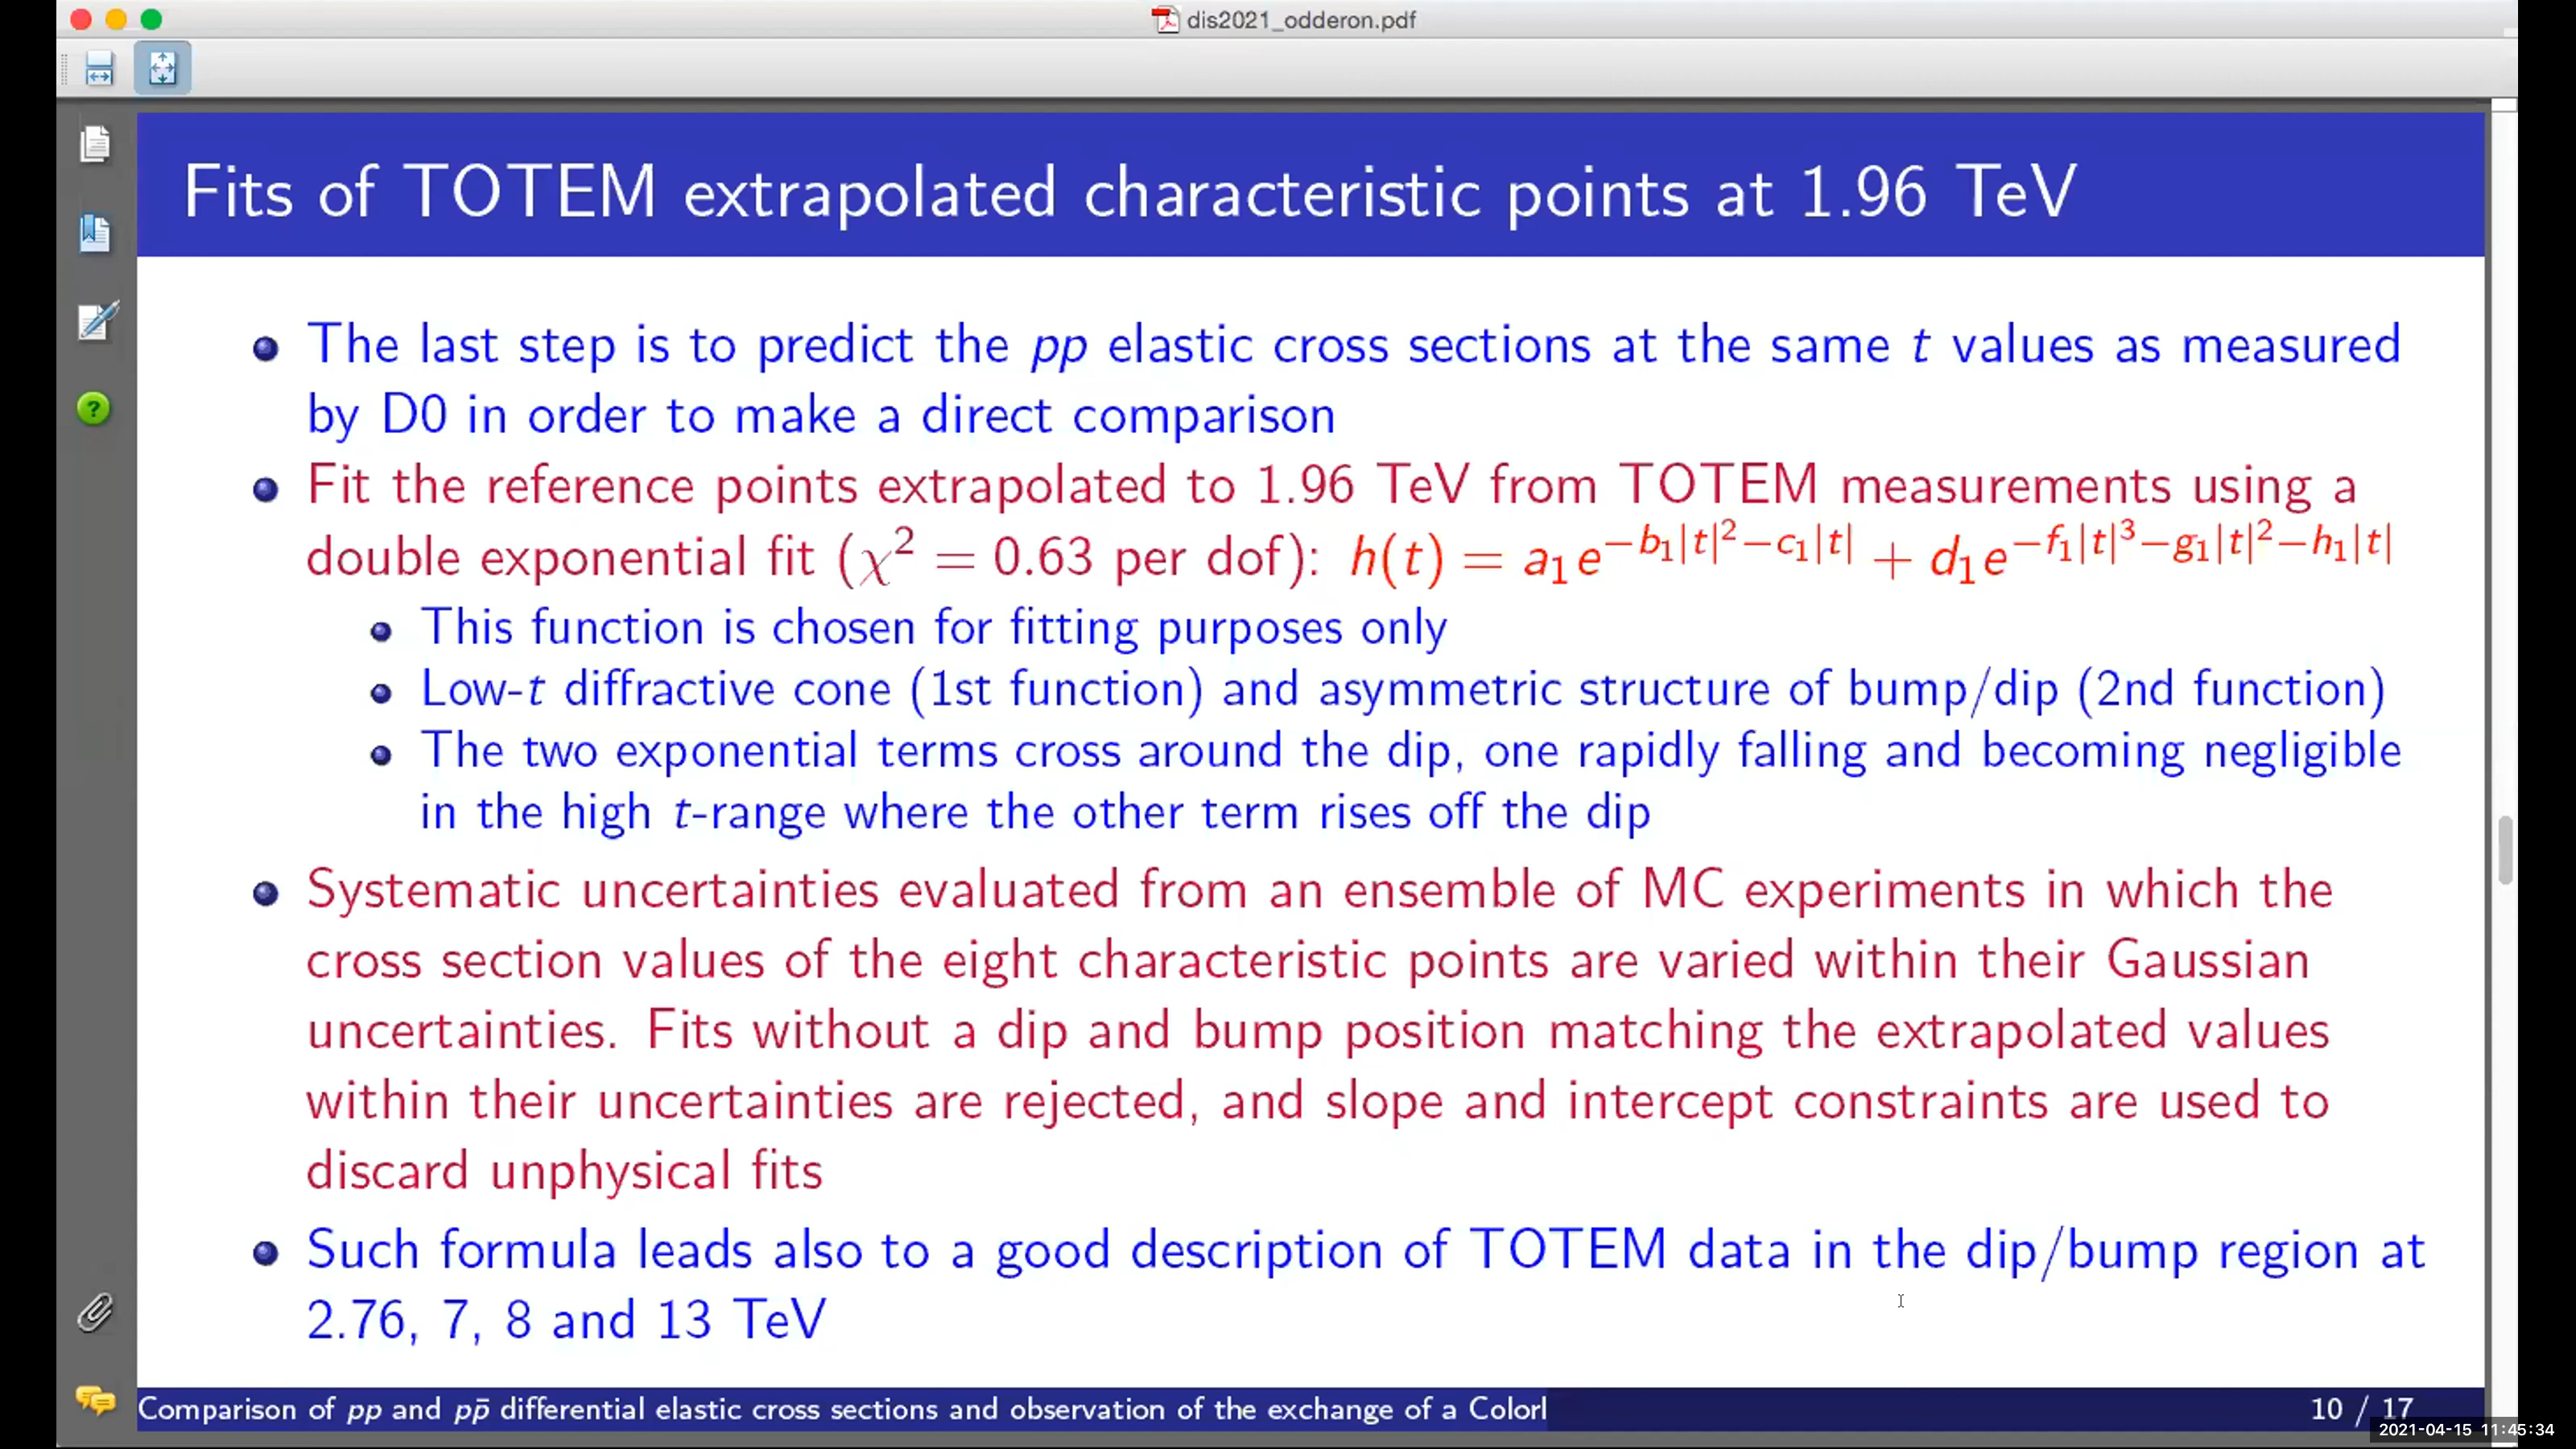 dis2021_odderon.pdf
Fits of TOTEM extrapolated characteristic points at 1.96 TeV
The last step is to predict the pp elastic cross sections at the same t values as measured
by D0 in order to make a direct comparison
Fit the reference points extrapolated to 1.96 TeV from TOTEM measurements using a
double exponential fit (χ² = 0.63 per dof): h(t) = a₁e^{−b₁|t|²−c₁|t|} + d₁e^{−f₁|t|³−g₁|t|²−h₁|t|}
This function is chosen for fitting purposes only
Low-t diffractive cone (1st function) and asymmetric structure of bump/dip (2nd function)
The two exponential terms cross around the dip, one rapidly falling and becoming negligible
in the high t-range where the other term rises off the dip
Systematic uncertainties evaluated from an ensemble of MC experiments in which the
cross section values of the eight characteristic points are varied within their Gaussian
uncertainties. Fits without a dip and bump position matching the extrapolated values
within their uncertainties are rejected, and slope and intercept constraints are used to
discard unphysical fits
Such formula leads also to a good description of TOTEM data in the dip/bump region at
2.76, 7, 8 and 13 TeV
Comparison of pp and pp̄ differential elastic cross sections and observation of the exchange of a Colorl
10 / 17
2021-04-15 11:45:34